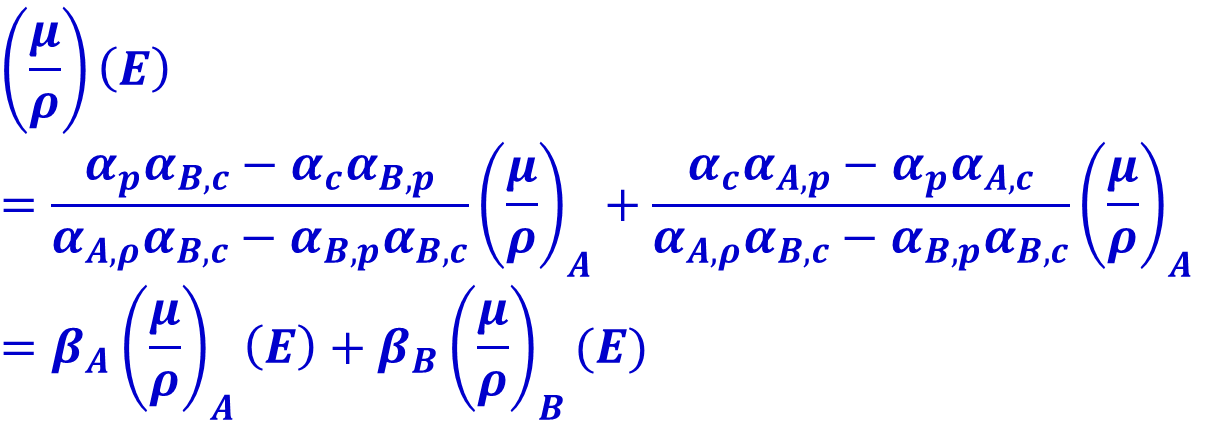 (μ/ρ)(E)
= (α_p α_{B,c} − α_c α_{B,p})/(α_{A,ρ} α_{B,c} − α_{B,p} α_{B,c}) (μ/ρ)_A + (α_c α_{A,p} − α_p α_{A,c})/(α_{A,ρ} α_{B,c} − α_{B,p} α_{B,c}) (μ/ρ)_A
= β_A (μ/ρ)_A (E) + β_B (μ/ρ)_B (E)